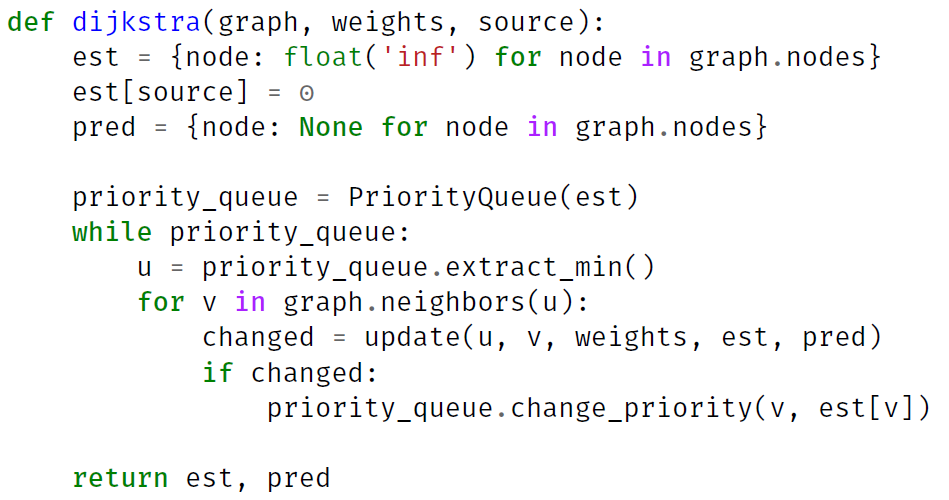 def dijkstra(graph, weights, source):
    est = {node: float('inf') for node in graph.nodes}
    est[source] = 0
    pred = {node: None for node in graph.nodes}

    priority_queue = PriorityQueue(est)
    while priority_queue:
        u = priority_queue.extract_min()
        for v in graph.neighbors(u):
            changed = update(u, v, weights, est, pred)
            if changed:
                priority_queue.change_priority(v, est[v])

    return est, pred